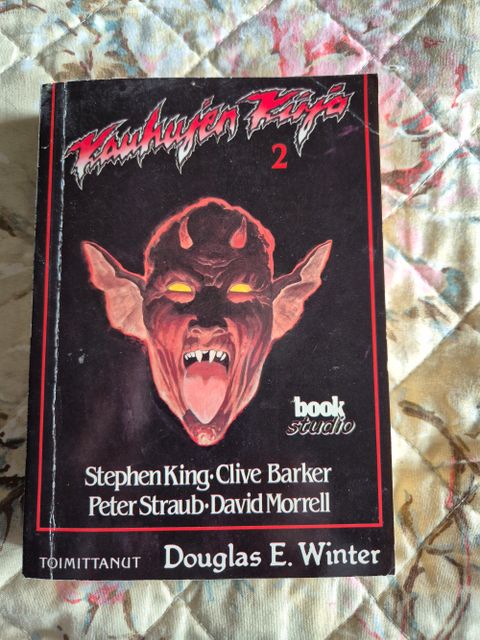 Kauhujen Kirja
2
book
studio
Stephen King·Clive Barker
Peter Straub·David Morrell
TOIMITTANUT Douglas E. Winter